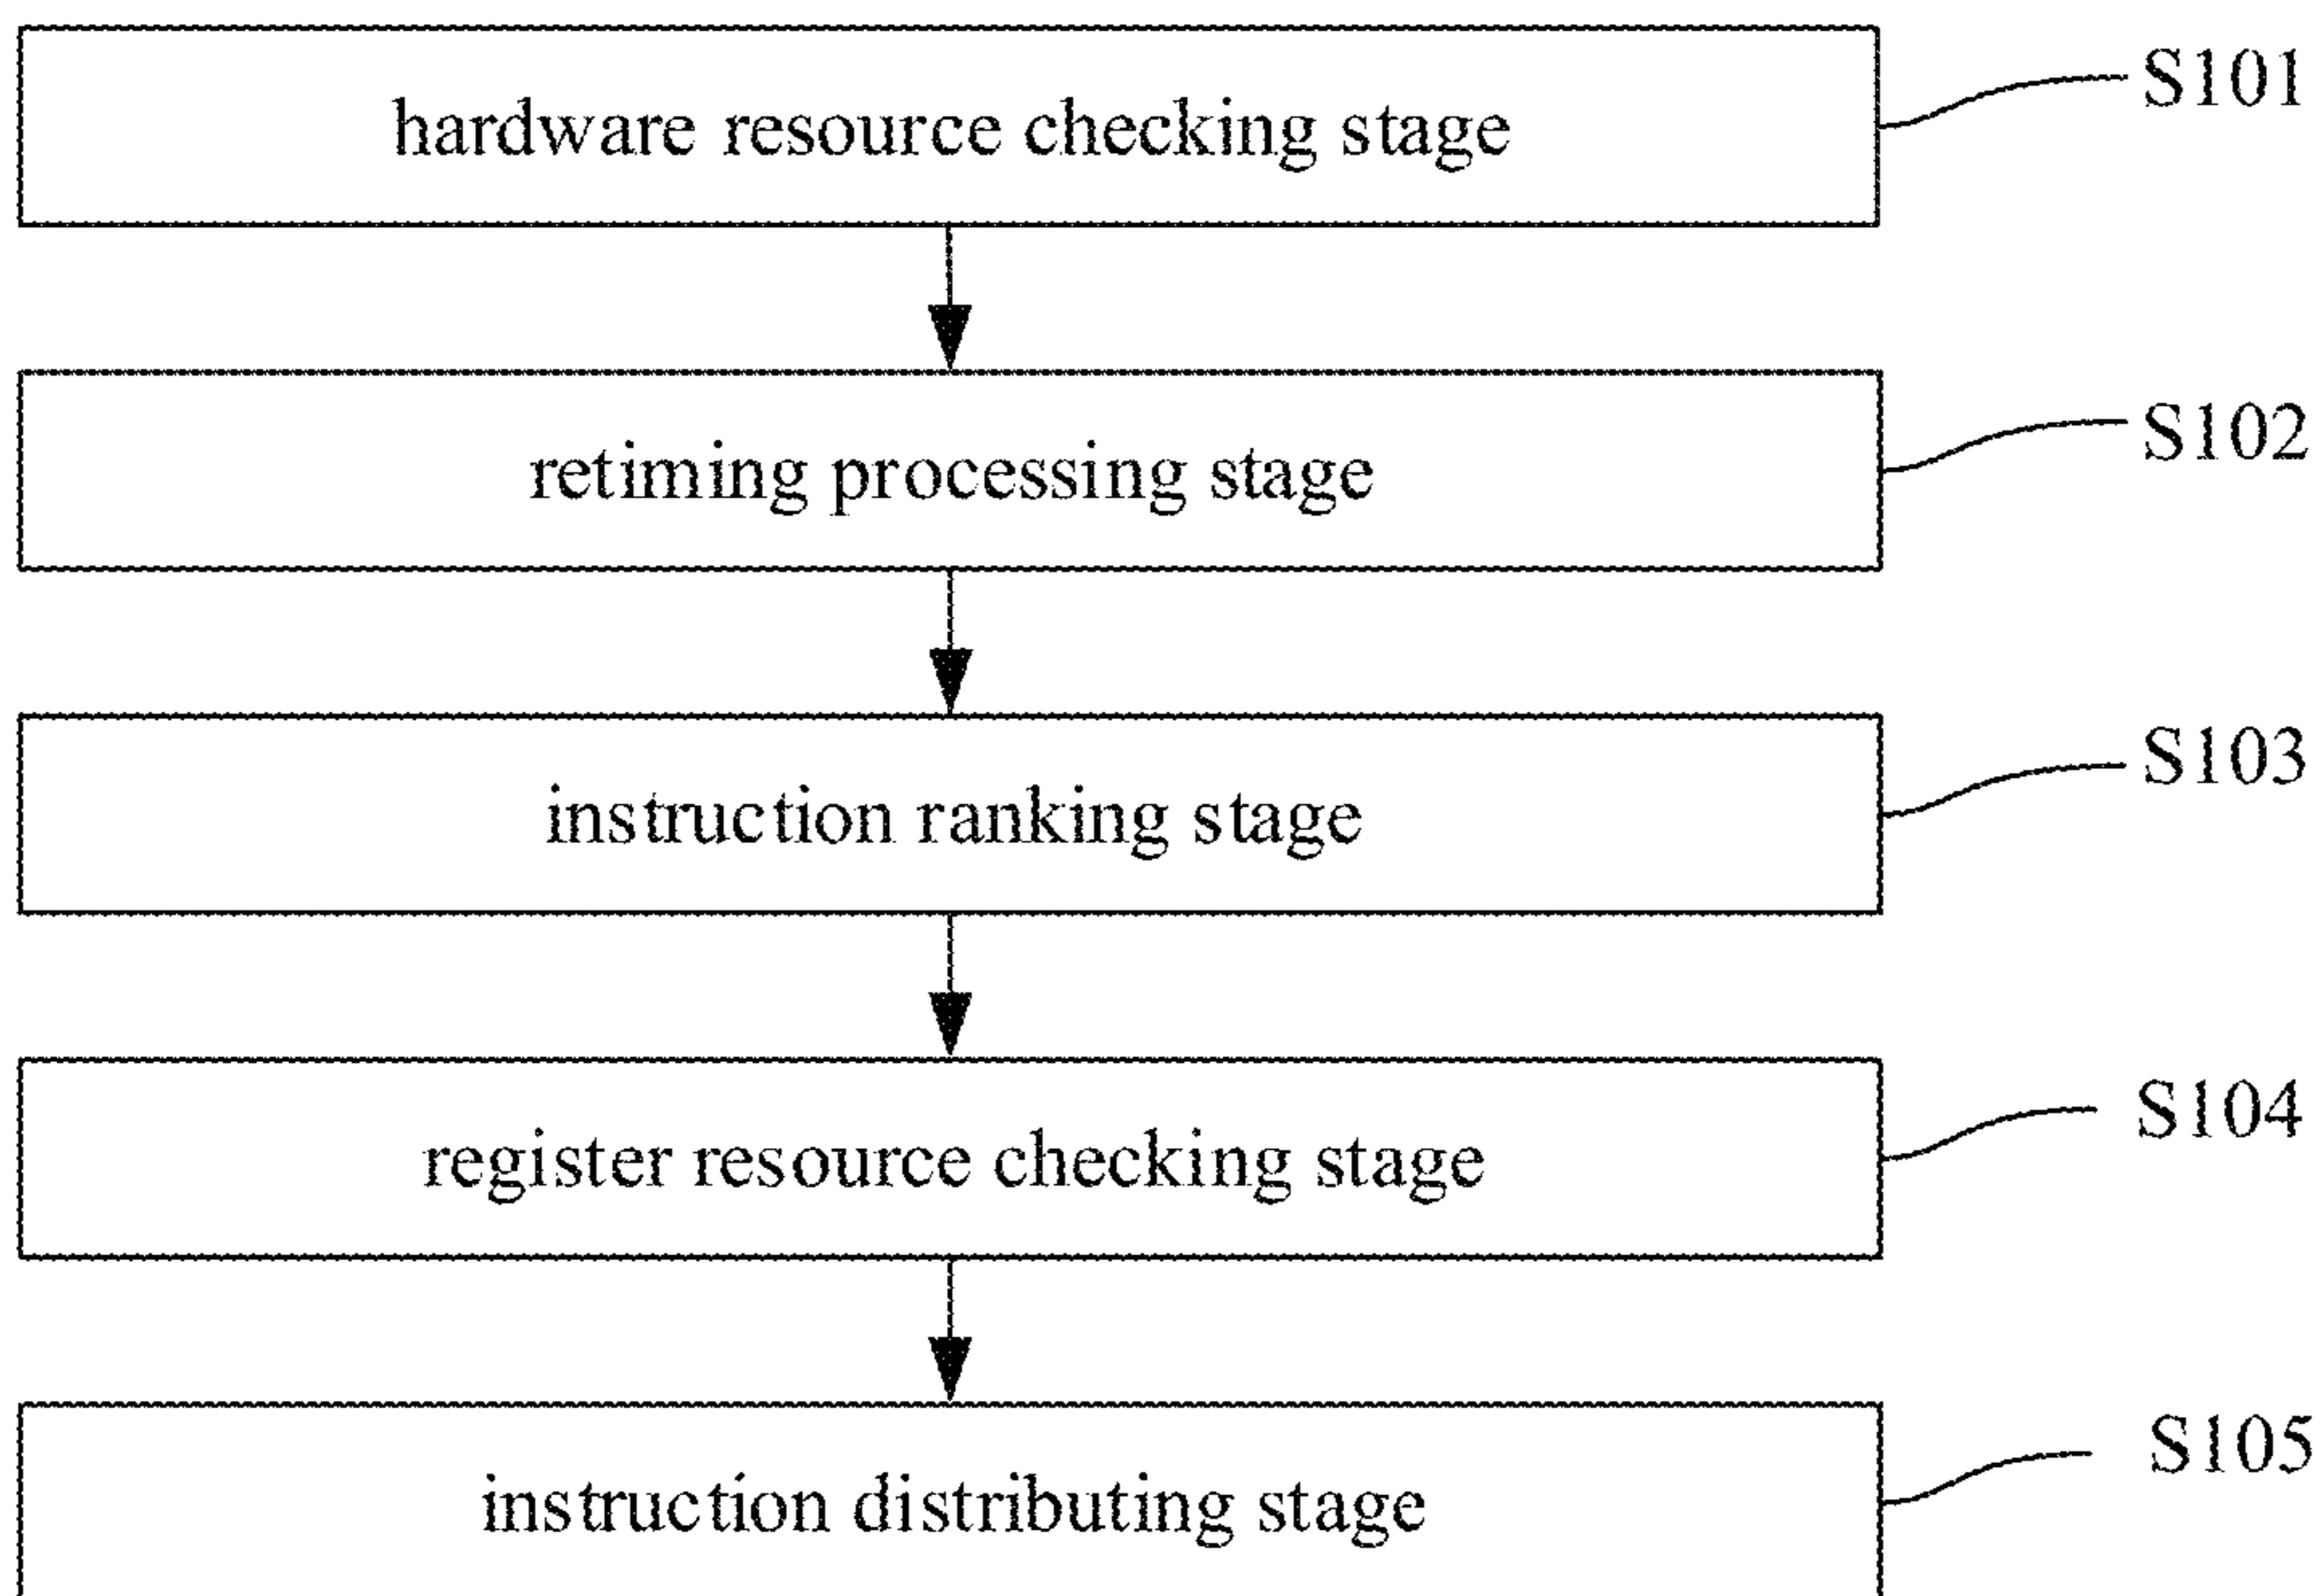 hardware resource checking stage
S101
retiming processing stage
S102
instruction ranking stage
S103
register resource checking stage
S104
instruction distributing stage
S105